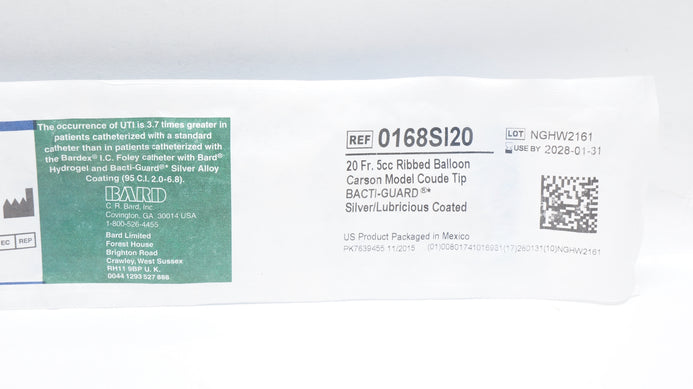 The occurrence of UTI is 3.7 times greater in
patients catheterized with a standard
catheter than in patients catheterized with
the Bardex® I.C. Foley catheter with Bard®
Hydrogel and Bacti-Guard®* Silver Alloy
Coating (95 C.I. 2.0-6.8).
BARD
C. R. Bard, Inc.
Covington, GA 30014 USA
1-800-526-4455
Bard Limited
Forest House
Brighton Road
Crawley, West Sussex
RH11 9BP U. K.
0044 1293 527 888
EC REP
REF 0168SI20
20 Fr. 5cc Ribbed Balloon
Carson Model Coude Tip
BACTI-GUARD®*
Silver/Lubricious Coated
US Product Packaged in Mexico
PK7639455 11/2015 (01)00801741016931(17)280131(10)NGHW2161
LOT NGHW2161
USE BY 2028-01-31